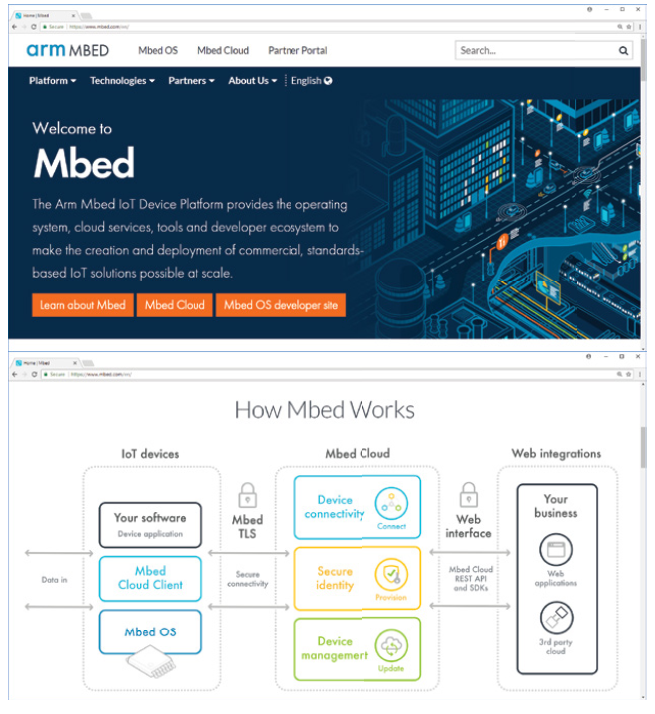 Home | Mbed
Secure | https://www.mbed.com/en/
arm MBED Mbed OS Mbed Cloud Partner Portal Search...
Platform Technologies Partners About Us English
Welcome to
Mbed
The Arm Mbed IoT Device Platform provides the operating
system, cloud services, tools and developer ecosystem to
make the creation and deployment of commercial, standards-
based IoT solutions possible at scale.
Learn about Mbed Mbed Cloud Mbed OS developer site
Home | Mbed
Secure | https://www.mbed.com/en/
How Mbed Works
IoT devices
Mbed Cloud
Web integrations
Data in
Your software
Device application
Mbed
Cloud Client
Mbed OS
Mbed
TLS
Secure
connectivity
Device
connectivity
Connect
Secure
identity
Provision
Device
management
Update
Web
interface
Mbed Cloud
REST API
and SDKs
Your
business
Web
applications
3rd party
cloud